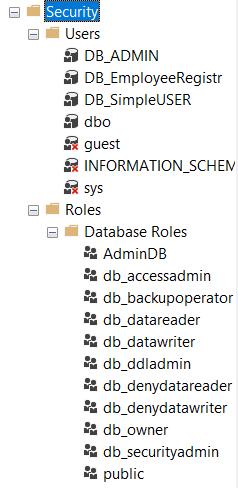 Security
Users
DB_ADMIN
DB_EmployeeRegistr
DB_SimpleUSER
dbo
guest
INFORMATION_SCHEM
sys
Roles
Database Roles
AdminDB
db_accessadmin
db_backupoperator
db_datareader
db_datawriter
db_ddladmin
db_denydatareader
db_denydatawriter
db_owner
db_securityadmin
public